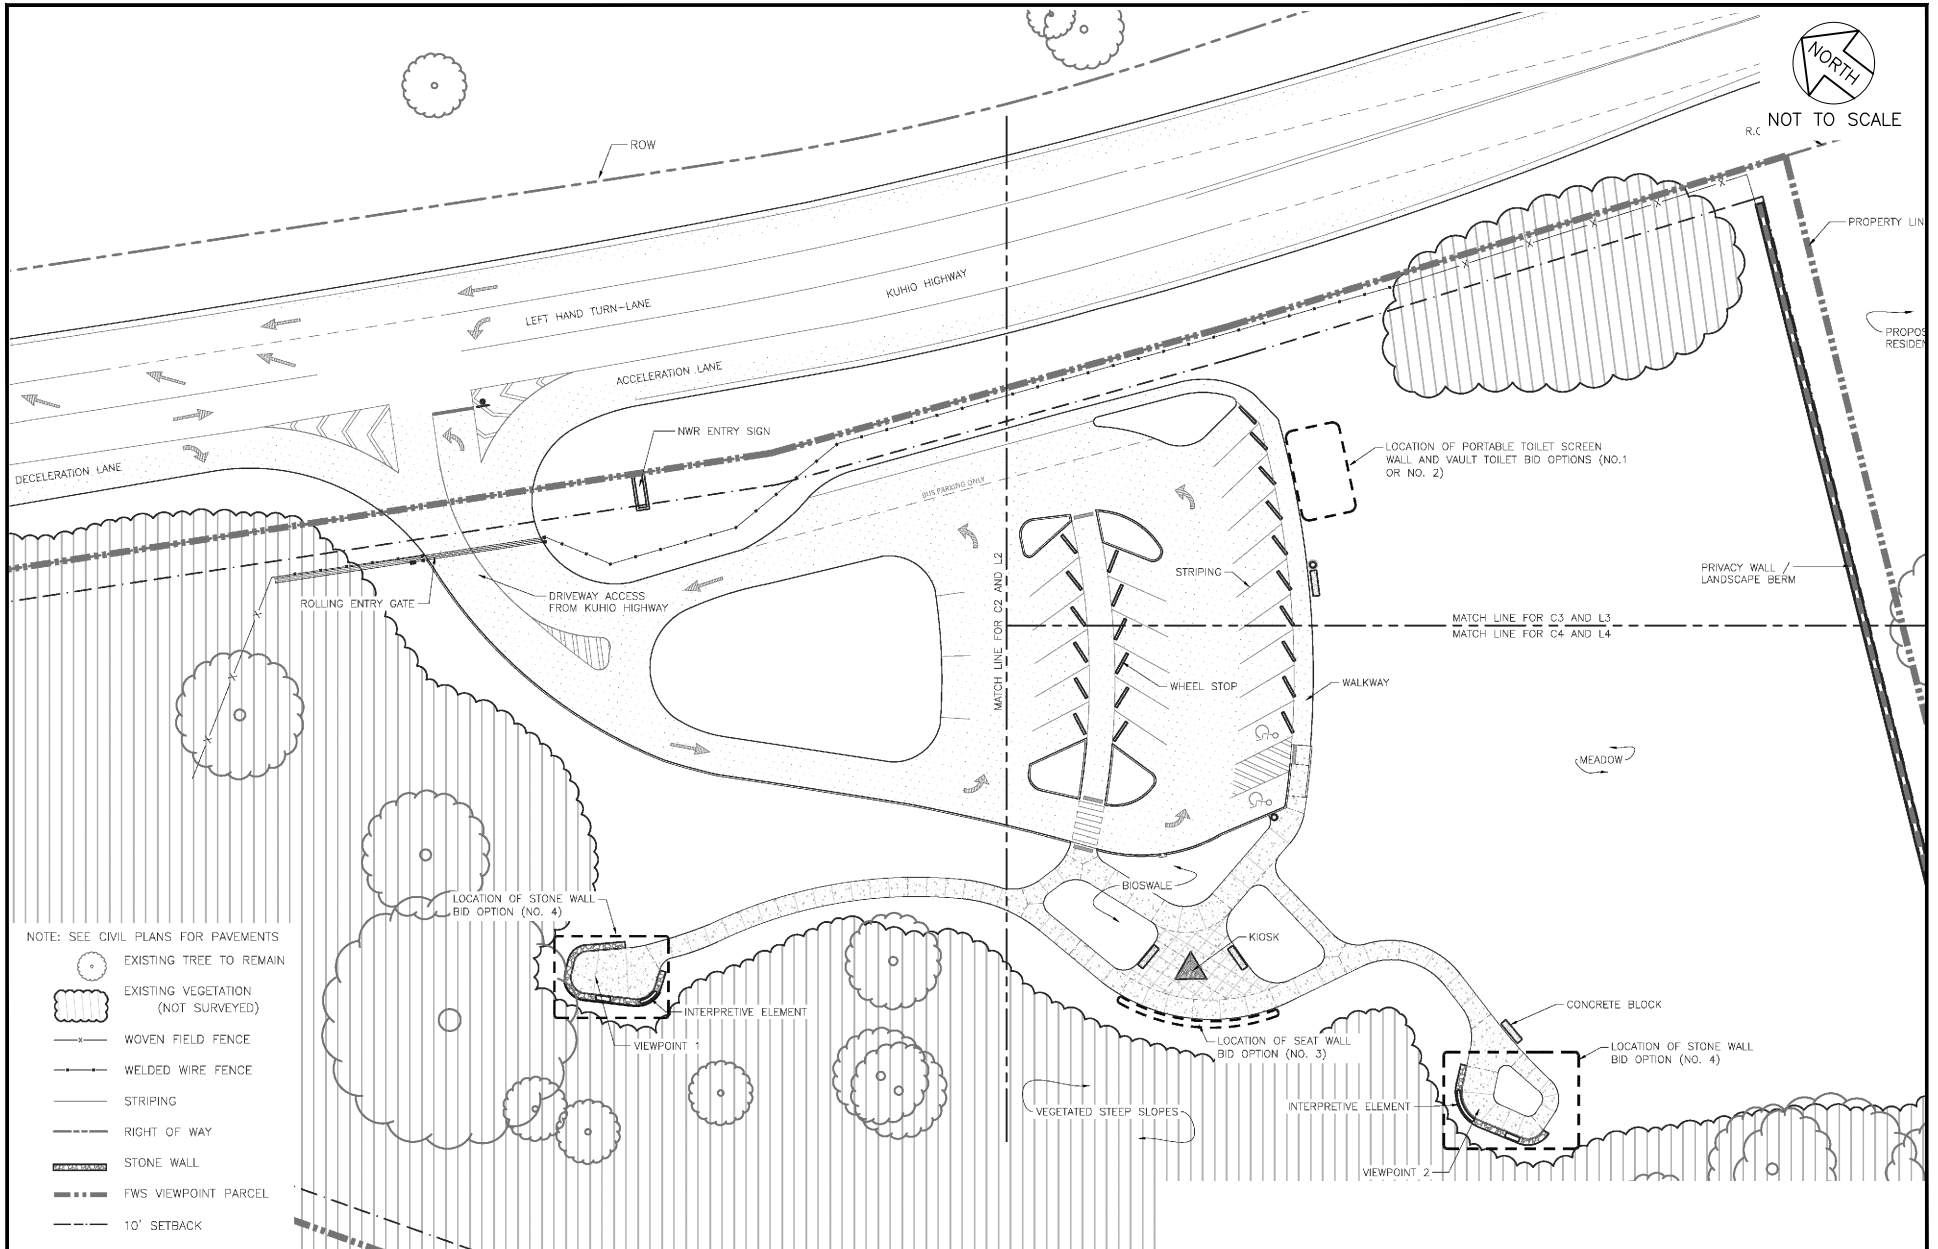 NORTH
NOT TO SCALE
ROW
PROPERTY LIN
KUHIO HIGHWAY
LEFT HAND TURN-LANE
ACCELERATION LANE
DECELERATION LANE
NWR ENTRY SIGN
BUS PARKING ONLY
LOCATION OF PORTABLE TOILET SCREEN
WALL AND VAULT TOILET BID OPTIONS (NO.1
OR NO. 2)
PROPOS
RESIDEN
ROLLING ENTRY GATE
DRIVEWAY ACCESS
FROM KUHIO HIGHWAY
MATCH LINE FOR C2 AND L2
STRIPING
PRIVACY WALL /
LANDSCAPE BERM
MATCH LINE FOR C3 AND L3
MATCH LINE FOR C4 AND L4
WHEEL STOP
WALKWAY
MEADOW
BIOSWALE
KIOSK
LOCATION OF STONE WALL
BID OPTION (NO. 4)
INTERPRETIVE ELEMENT
VIEWPOINT 1
LOCATION OF SEAT WALL
BID OPTION (NO. 3)
CONCRETE BLOCK
LOCATION OF STONE WALL
BID OPTION (NO. 4)
INTERPRETIVE ELEMENT
VIEWPOINT 2
VEGETATED STEEP SLOPES
NOTE: SEE CIVIL PLANS FOR PAVEMENTS
EXISTING TREE TO REMAIN
EXISTING VEGETATION
(NOT SURVEYED)
WOVEN FIELD FENCE
WELDED WIRE FENCE
STRIPING
RIGHT OF WAY
STONE WALL
FWS VIEWPOINT PARCEL
10' SETBACK